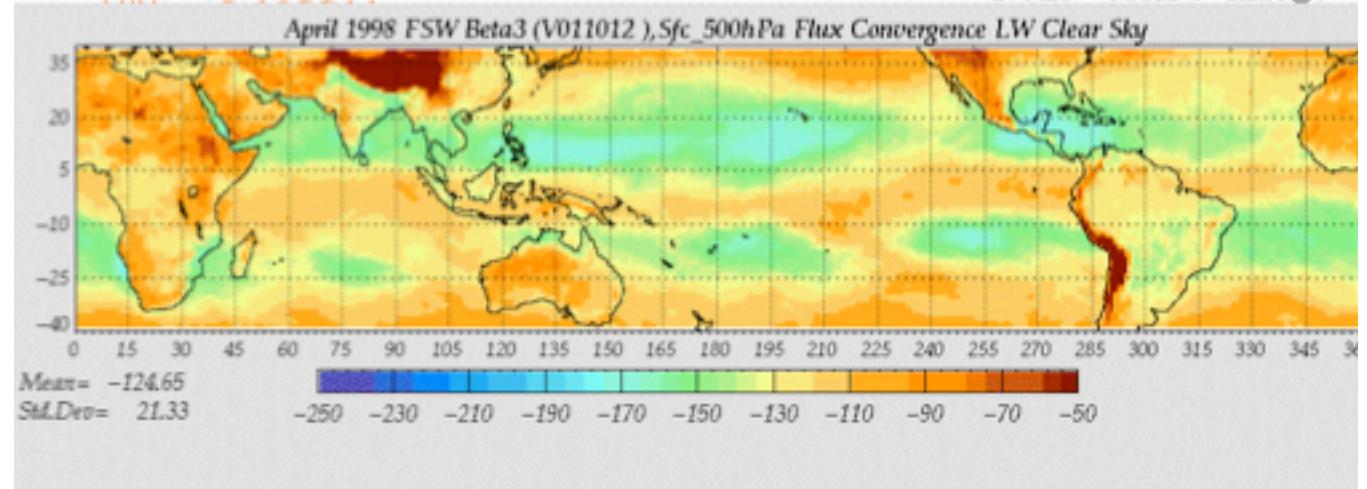 April 1998 FSW Beta3 (V011012 ),Sfc_500hPa Flux Convergence LW Clear Sky
35
20
5
-10
-25
-40
0 15 30 45 60 75 90 105 120 135 150 165 180 195 210 225 240 255 270 285 300 315 330 345
Mean= -124.65
Std.Dev= 21.33
-250 -230 -210 -190 -170 -150 -130 -110 -90 -70 -50